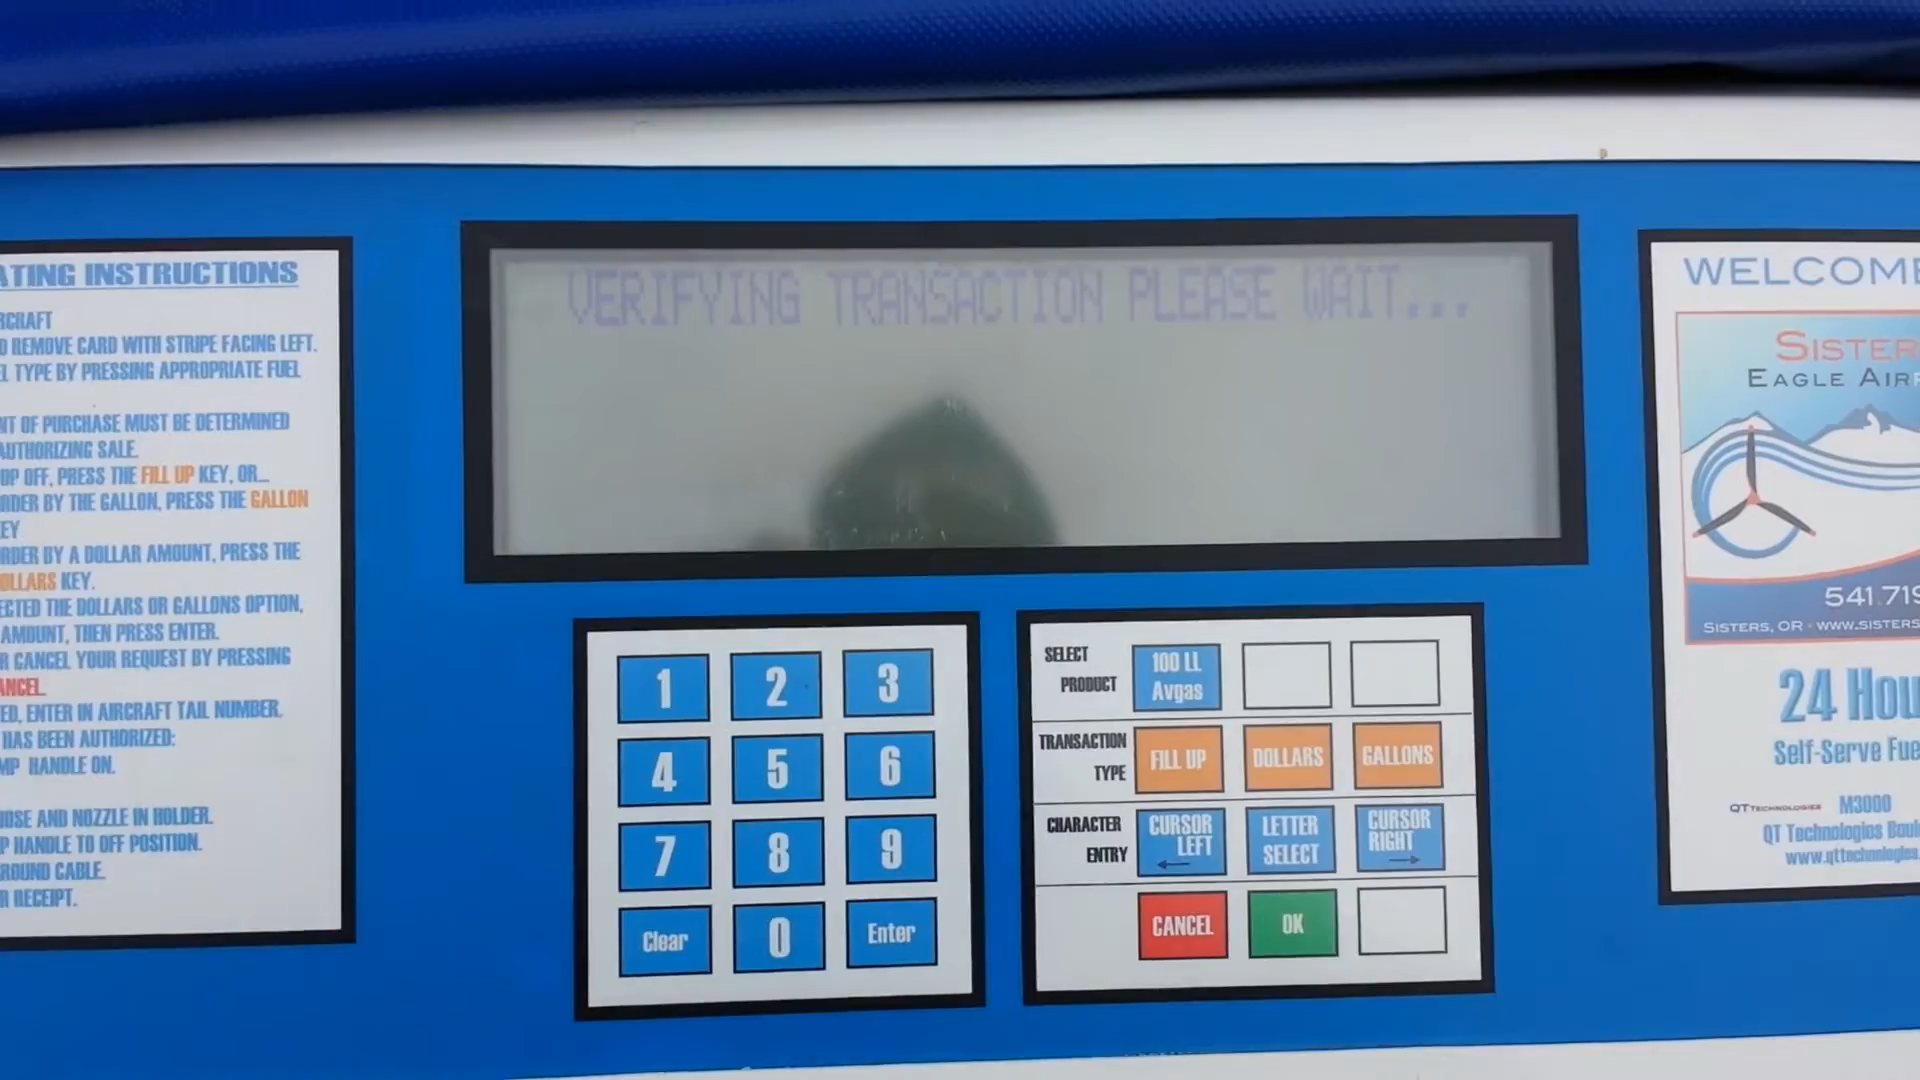 ATING INSTRUCTIONS
RCRAFT
O REMOVE CARD WITH STRIPE FACING LEFT.
L TYPE BY PRESSING APPROPRIATE FUEL
NT OF PURCHASE MUST BE DETERMINED
AUTHORIZING SALE.
OP OFF, PRESS THE FILL UP KEY, OR...
RDER BY THE GALLON, PRESS THE GALLON
EY
RDER BY A DOLLAR AMOUNT, PRESS THE
OLLARS KEY.
ECTED THE DOLLARS OR GALLONS OPTION,
AMOUNT, THEN PRESS ENTER.
R CANCEL YOUR REQUEST BY PRESSING
ANCEL.
ED, ENTER IN AIRCRAFT TAIL NUMBER.
HAS BEEN AUTHORIZED:
MP HANDLE ON.
OSE AND NOZZLE IN HOLDER.
P HANDLE TO OFF POSITION.
ROUND CABLE.
R RECEIPT.
VERIFYING TRANSACTION PLEASE WAIT...
1 2 3
4 5 6
7 8 9
Clear 0 Enter
SELECT
PRODUCT
100 LL
Avgas
TRANSACTION
TYPE
FILL UP DOLLARS GALLONS
CHARACTER
ENTRY
CURSOR
LEFT
LETTER
SELECT
CURSOR
RIGHT
CANCEL OK
WELCOME
SISTER
EAGLE AIR
541.719
SISTERS, OR • WWW.SISTERS
24 Hou
Self-Serve Fue
QTTECHNOLOGIES M3000
QT Technologies Boul
www.qttechnologies.